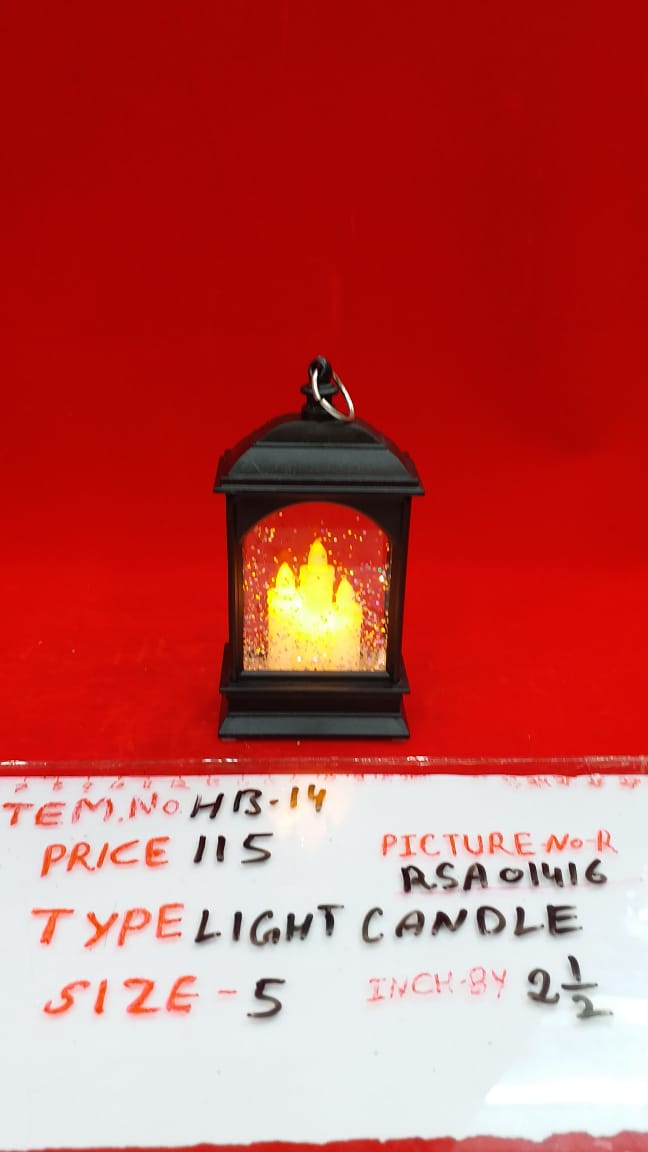 TEM.No HB-14
PRICE 115
PICTURE-No-R
RSA01416
TYPE LIGHT CANDLE
SIZE - 5 INCH-BY 2 1/2